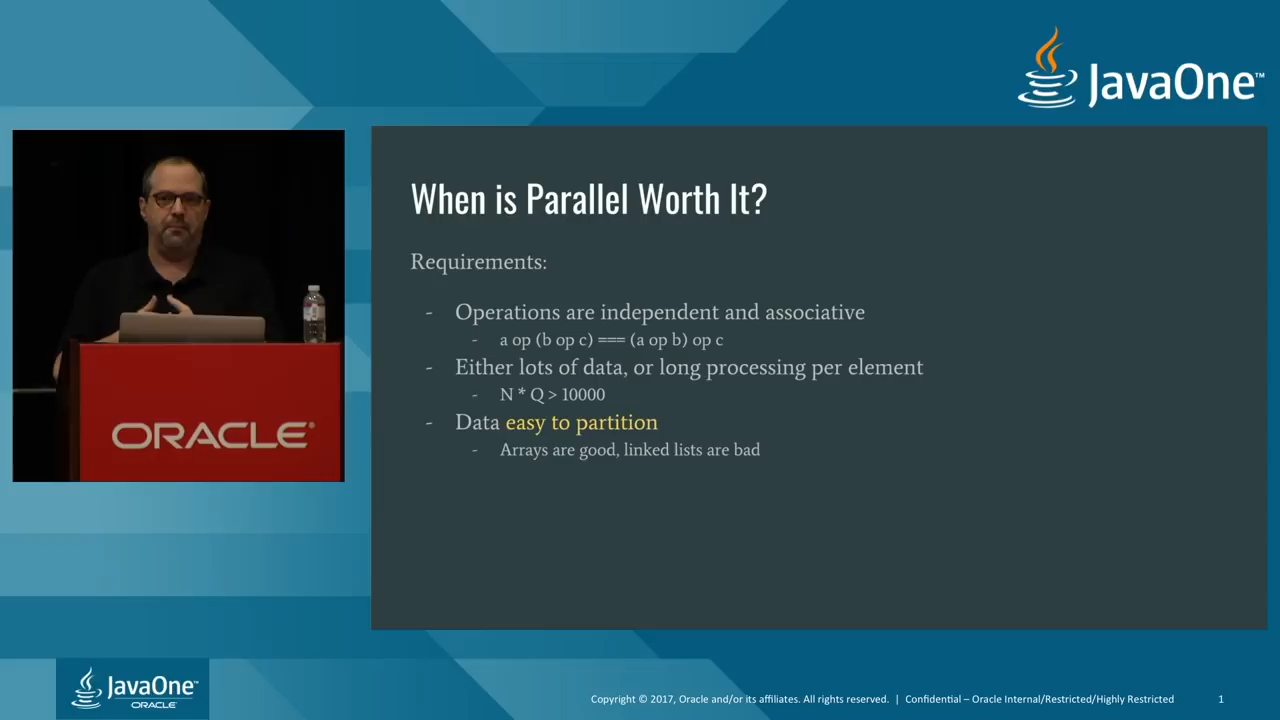 JavaOne™
When is Parallel Worth It?
Requirements:
- Operations are independent and associative
- a op (b op c) === (a op b) op c
- Either lots of data, or long processing per element
- N * Q > 10000
- Data easy to partition
- Arrays are good, linked lists are bad
ORACLE®
JavaOne™
ORACLE®
Copyright © 2017, Oracle and/or its affiliates. All rights reserved. | Confidential – Oracle Internal/Restricted/Highly Restricted 1